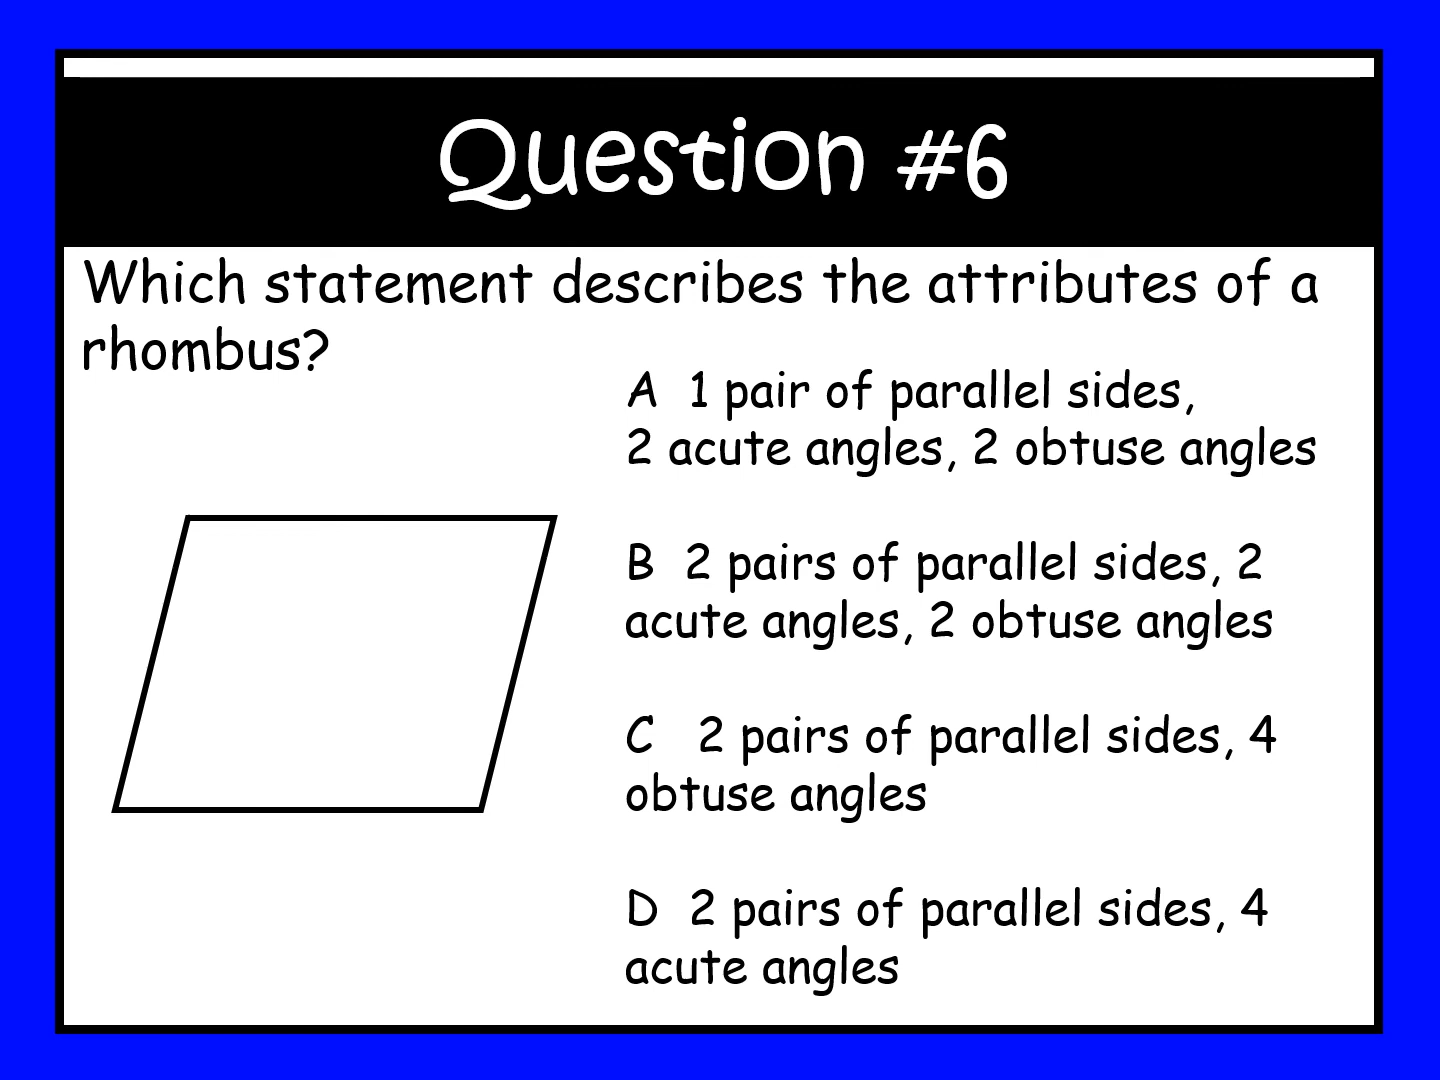 Question #6
Which statement describes the attributes of a
rhombus?
A 1 pair of parallel sides,
2 acute angles, 2 obtuse angles
B 2 pairs of parallel sides, 2
acute angles, 2 obtuse angles
C 2 pairs of parallel sides, 4
obtuse angles
D 2 pairs of parallel sides, 4
acute angles